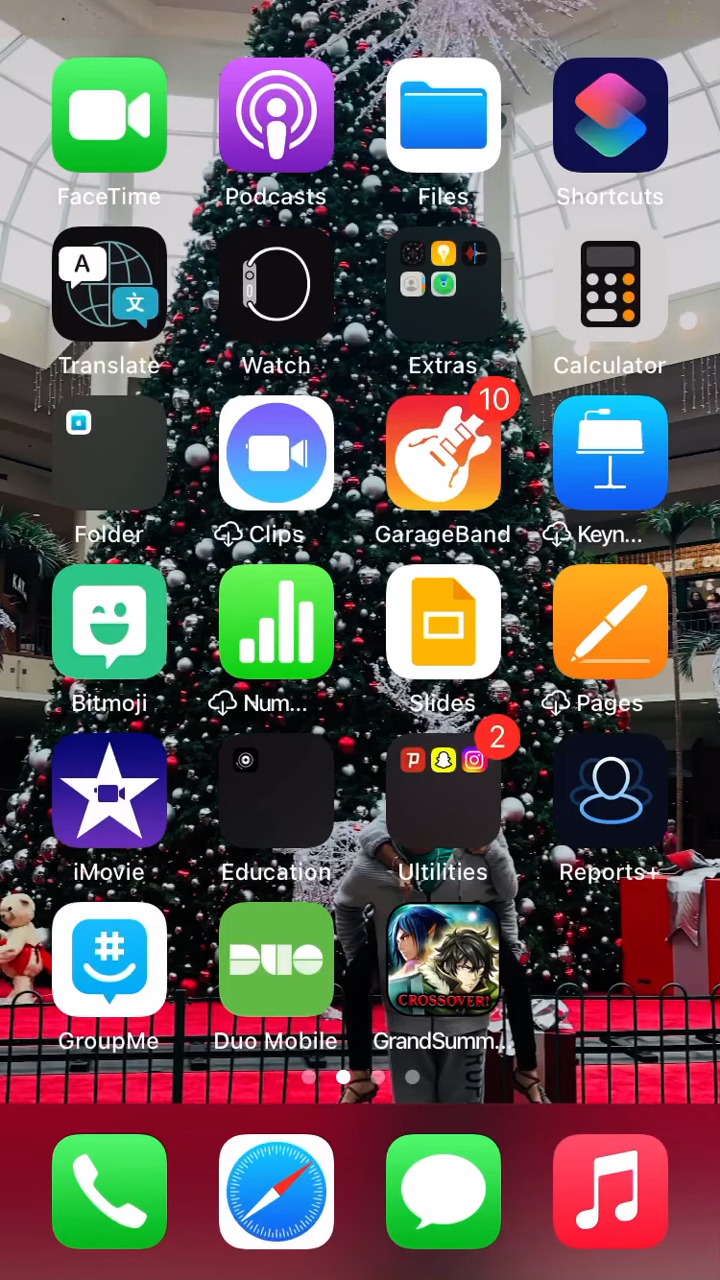 FaceTime
Podcasts
Files
Shortcuts
A
文
Translate
Watch
Extras
Calculator
10
Folder
Clips
GarageBand
Keyn...
Bitmoji
Num...
Slides
Pages
2
iMovie
Education
Ultilities
Reports+
#
DUO
CROSSOVER!
GroupMe
Duo Mobile
GrandSumm...